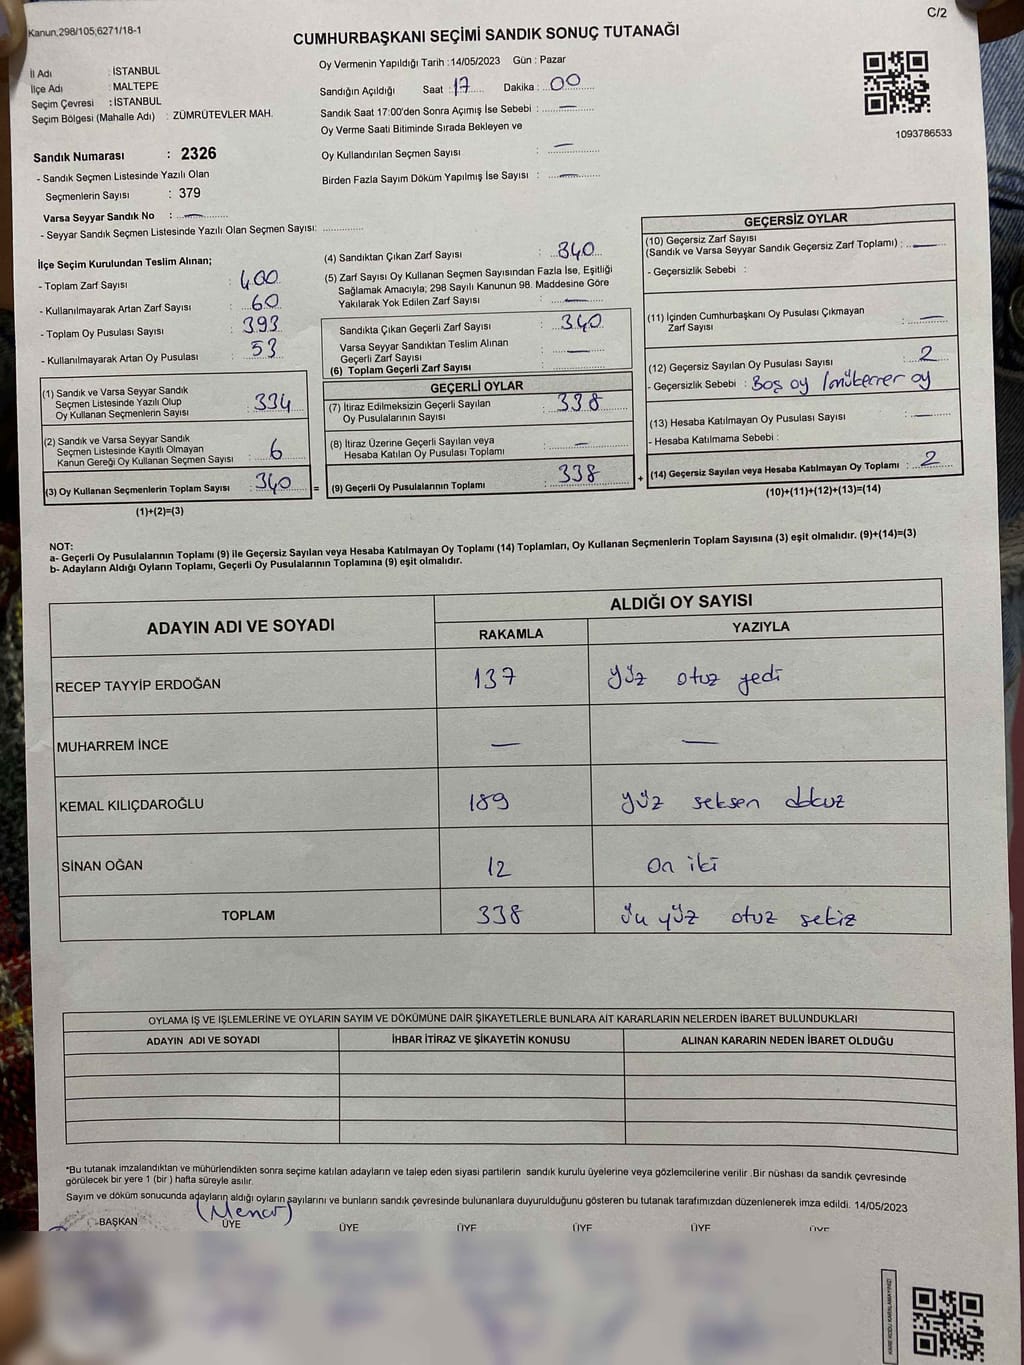 C/2
Kanun,298/105,6271/18-1
CUMHURBAŞKANI SEÇİMİ SANDIK SONUÇ TUTANAĞI
İl Adı : İSTANBUL
İlçe Adı : MALTEPE
Seçim Çevresi : İSTANBUL
Seçim Bölgesi (Mahalle Adı) : ZÜMRÜTEVLER MAH.
Oy Vermenin Yapıldığı Tarih :14/05/2023 Gün : Pazar
Sandığın Açıldığı Saat : 17 Dakika : 00
Sandık Saat 17:00'den Sonra Açımış İse Sebebi : —
Oy Verme Saati Bitiminde Sırada Bekleyen ve
Oy Kullandırılan Seçmen Sayısı : —
Birden Fazla Sayım Döküm Yapılmış İse Sayısı : —
1093786533
Sandık Numarası : 2326
- Sandık Seçmen Listesinde Yazılı Olan
Seçmenlerin Sayısı : 379
Varsa Seyyar Sandık No : —
- Seyyar Sandık Seçmen Listesinde Yazılı Olan Seçmen Sayısı:
İlçe Seçim Kurulundan Teslim Alınan;
- Toplam Zarf Sayısı : 400
- Kullanılmayarak Artan Zarf Sayısı : 60
- Toplam Oy Pusulası Sayısı : 393
- Kullanılmayarak Artan Oy Pusulası : 53
(1) Sandık ve Varsa Seyyar Sandık
Seçmen Listesinde Yazılı Olup
Oy Kullanan Seçmenlerin Sayısı : 334
(2) Sandık ve Varsa Seyyar Sandık
Seçmen Listesinde Kayıtlı Olmayan
Kanun Gereği Oy Kullanan Seçmen Sayısı : 6
(3) Oy Kullanan Seçmenlerin Toplam Sayısı : 340 =
(1)+(2)=(3)
(4) Sandıktan Çıkan Zarf Sayısı : 340
(5) Zarf Sayısı Oy Kullanan Seçmen Sayısından Fazla İse, Eşitliği
Sağlamak Amacıyla; 298 Sayılı Kanunun 98. Maddesine Göre
Yakılarak Yok Edilen Zarf Sayısı : —
Sandıkta Çıkan Geçerli Zarf Sayısı : 340
Varsa Seyyar Sandıktan Teslim Alınan
Geçerli Zarf Sayısı : —
(6) Toplam Geçerli Zarf Sayısı :
GEÇERLİ OYLAR
(7) İtiraz Edilmeksizin Geçerli Sayılan
Oy Pusulalarının Sayısı : 338
(8) İtiraz Üzerine Geçerli Sayılan veya
Hesaba Katılan Oy Pusulası Toplamı : —
(9) Geçerli Oy Pusulalarının Toplamı : 338 +
GEÇERSİZ OYLAR
(10) Geçersiz Zarf Sayısı
(Sandık ve Varsa Seyyar Sandık Geçersiz Zarf Toplamı) : —
- Geçersizlik Sebebi :
(11) İçinden Cumhurbaşkanı Oy Pusulası Çıkmayan
Zarf Sayısı : —
(12) Geçersiz Sayılan Oy Pusulası Sayısı : 2
- Geçersizlik Sebebi : Boş oy / mükerrer oy
(13) Hesaba Katılmayan Oy Pusulası Sayısı : —
- Hesaba Katılmama Sebebi :
(14) Geçersiz Sayılan veya Hesaba Katılmayan Oy Toplamı : 2
(10)+(11)+(12)+(13)=(14)
NOT:
a- Geçerli Oy Pusulalarının Toplamı (9) ile Geçersiz Sayılan veya Hesaba Katılmayan Oy Toplamı (14) Toplamları, Oy Kullanan Seçmenlerin Toplam Sayısına (3) eşit olmalıdır. (9)+(14)=(3)
b- Adayların Aldığı Oyların Toplamı, Geçerli Oy Pusulalarının Toplamına (9) eşit olmalıdır.
ADAYIN ADI VE SOYADI
ALDIĞI OY SAYISI
RAKAMLA YAZIYLA
RECEP TAYYİP ERDOĞAN 137 yüz otuz yedi
MUHARREM İNCE — —
KEMAL KILIÇDAROĞLU 189 yüz seksen dokuz
SİNAN OĞAN 12 on iki
TOPLAM 338 üç yüz otuz sekiz
OYLAMA İŞ VE İŞLEMLERİNE VE OYLARIN SAYIM VE DÖKÜMÜNE DAİR ŞİKAYETLERLE BUNLARA AİT KARARLARIN NELERDEN İBARET BULUNDUKLARI
ADAYIN ADI VE SOYADI İHBAR İTİRAZ VE ŞİKAYETİN KONUSU ALINAN KARARIN NEDEN İBARET OLDUĞU
*Bu tutanak imzalandıktan ve mühürlendikten sonra seçime katılan adayların ve talep eden siyasi partilerin sandık kurulu üyelerine veya gözlemcilerine verilir .Bir nüshası da sandık çevresinde
görülecek bir yere 1 (bir ) hafta süreyle asılır.
Sayım ve döküm sonucunda adayların aldığı oyların sayılarını ve bunların sandık çevresinde bulunanlara duyurulduğunu gösteren bu tutanak tarafımızdan düzenlenerek imza edildi. 14/05/2023
BAŞKAN ÜYE ÜYE ÜYE ÜYE ÜYE ÜYE